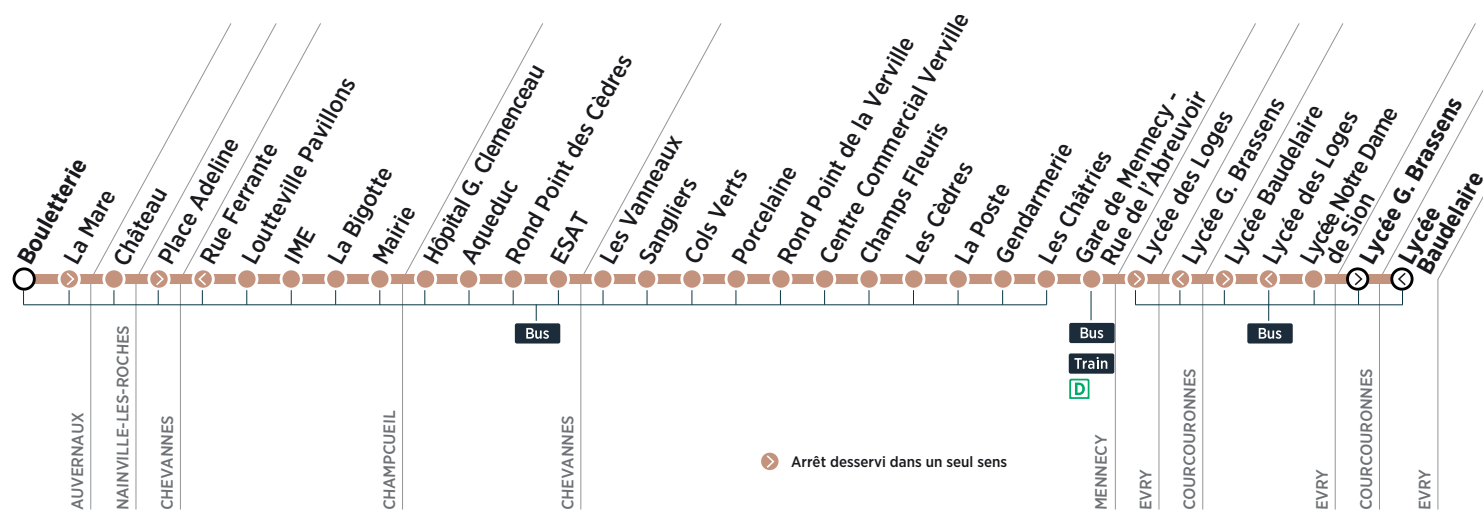 Bouletterie
La Mare
Château
Place Adeline
Rue Ferrante
Loutteville Pavillons
IME
La Bigotte
Mairie
Hôpital G. Clemenceau
Aqueduc
Rond Point des Cèdres
ESAT
Les Vanneaux
Sangliers
Cols Verts
Porcelaine
Rond Point de la Verville
Centre Commercial Verville
Champs Fleuris
Les Cèdres
La Poste
Gendarmerie
Les Châtries
Gare de Mennecy -
Rue de l'Abreuvoir
Lycée des Loges
Lycée G. Brassens
Lycée Baudelaire
Lycée des Loges
Lycée Notre Dame
de Sion
Lycée G. Brassens
Lycée
Baudelaire
Bus
Bus
Train
D
Bus
AUVERNAUX
NAINVILLE-LES-ROCHES
CHEVANNES
CHAMPCUEIL
CHEVANNES
MENNECY
EVRY
COURCOURONNES
EVRY
COURCOURONNES
EVRY
Arrêt desservi dans un seul sens